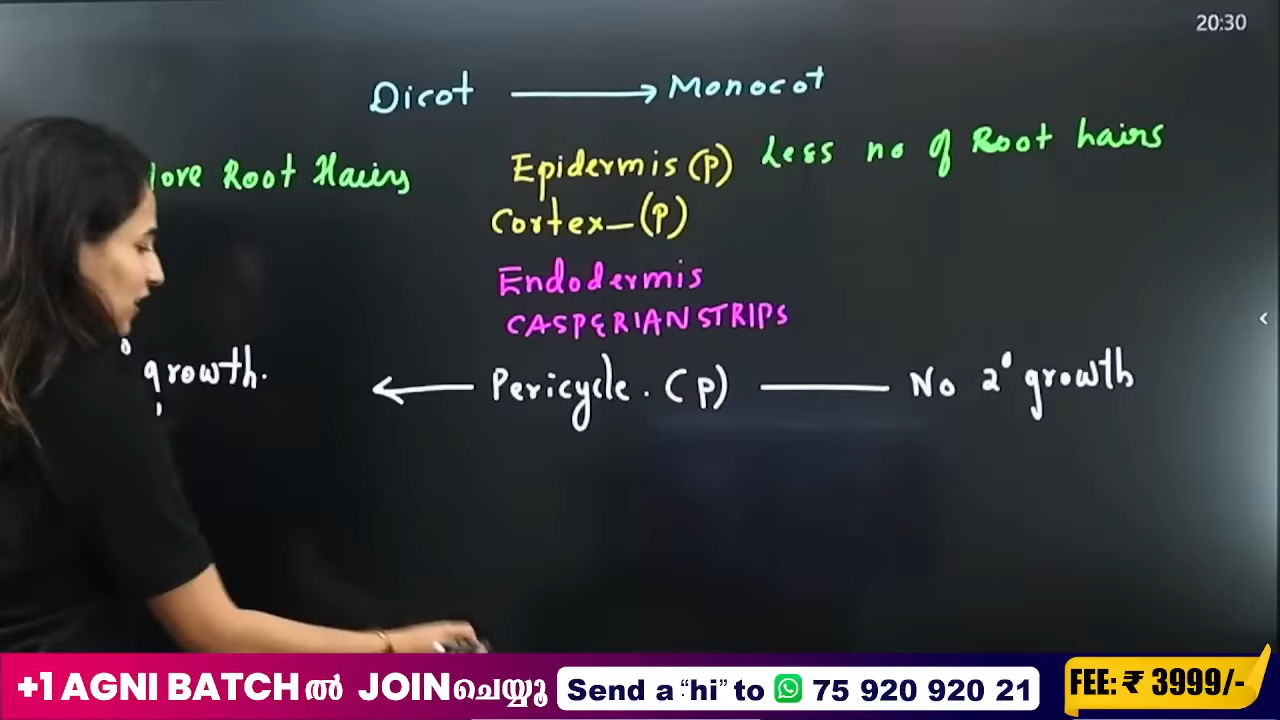 20:30
Dicot → Monocot
Root Hairs Epidermis (P) Less no of Root hairs
Cortex – (P)
Endodermis
CASPERIAN STRIPS
° growth. ← Pericycle. (P) — No 2° growth
+1 AGNI BATCH ൽ JOIN ചെയ്യൂ Send a "hi" to 75 920 920 21 FEE: ₹ 3999/-